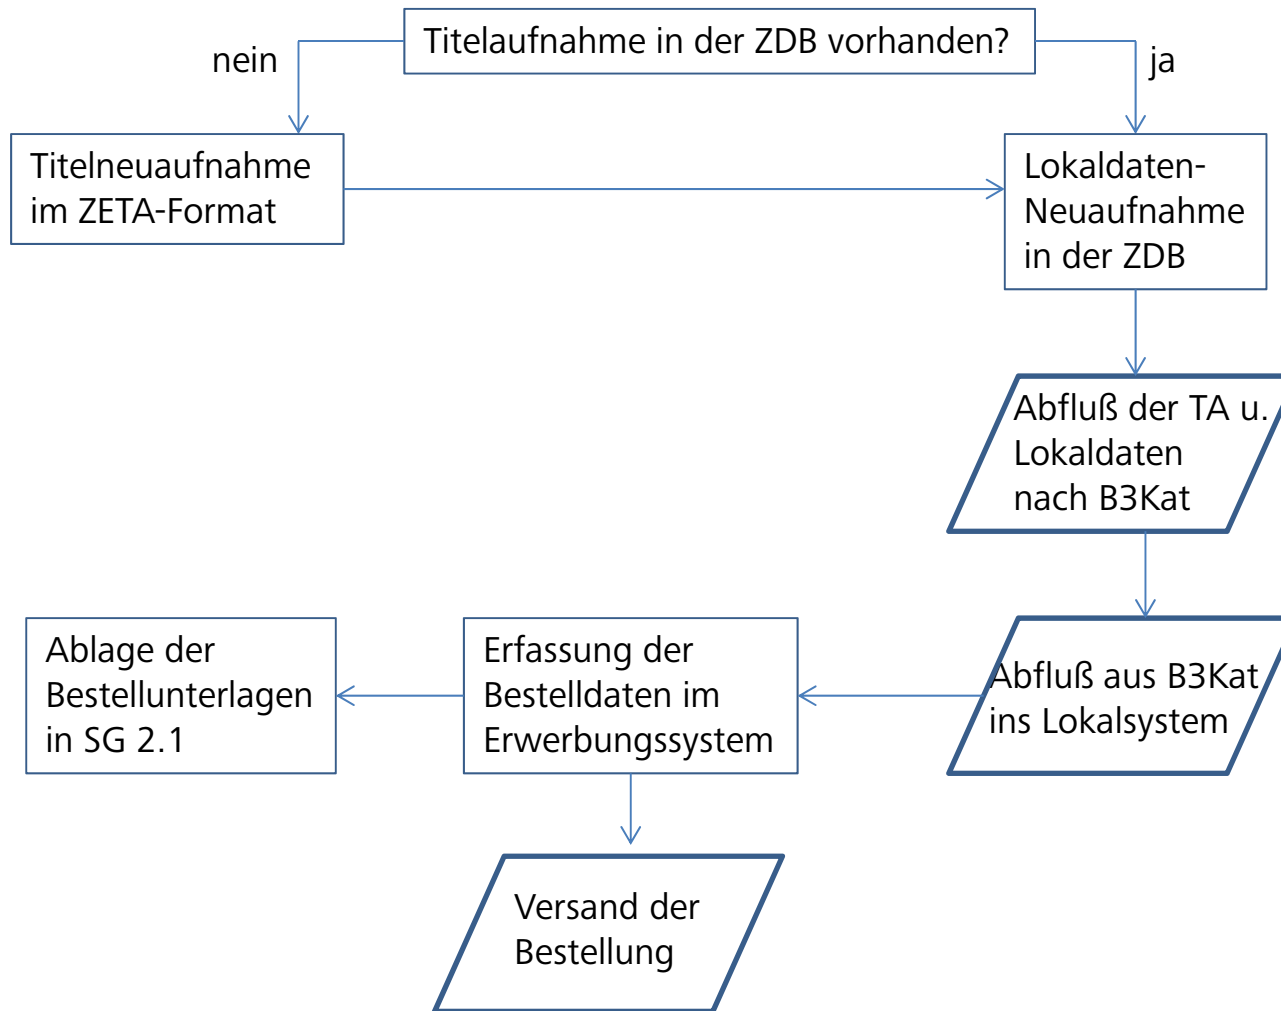 Titelaufnahme in der ZDB vorhanden?
nein
ja
Titelneuaufnahme
im ZETA-Format
Lokaldaten-
Neuaufnahme
in der ZDB
Abfluß der TA u.
Lokaldaten
nach B3Kat
Abfluß aus B3Kat
ins Lokalsystem
Erfassung der
Bestelldaten im
Erwerbungssystem
Ablage der
Bestellunterlagen
in SG 2.1
Versand der
Bestellung